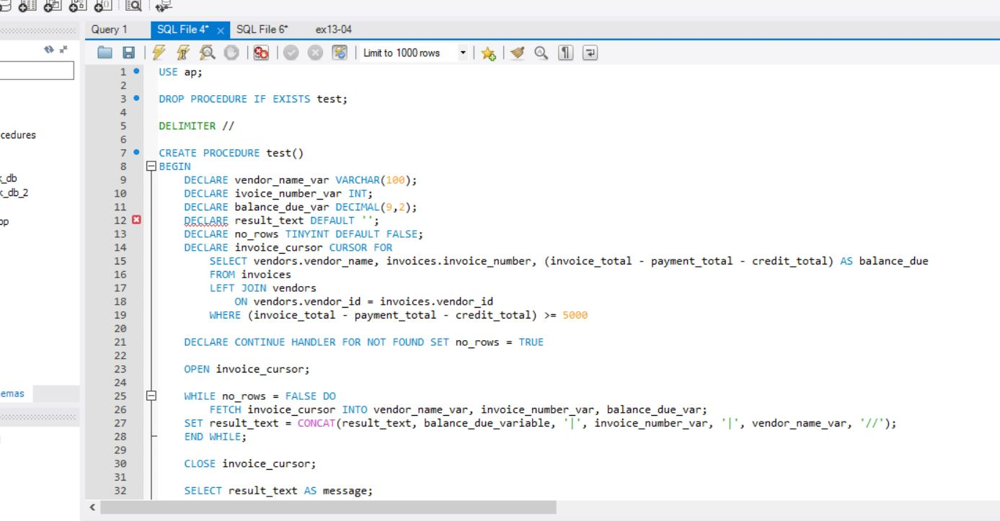 Query 1 SQL File 4* SQL File 6* ex13-04
Limit to 1000 rows
1 USE ap;
2
3 DROP PROCEDURE IF EXISTS test;
4
5 DELIMITER //
6
7 CREATE PROCEDURE test()
8 BEGIN
9 DECLARE vendor_name_var VARCHAR(100);
10 DECLARE ivoice_number_var INT;
11 DECLARE balance_due_var DECIMAL(9,2);
12 DECLARE result_text DEFAULT '';
13 DECLARE no_rows TINYINT DEFAULT FALSE;
14 DECLARE invoice_cursor CURSOR FOR
15 SELECT vendors.vendor_name, invoices.invoice_number, (invoice_total - payment_total - credit_total) AS balance_due
16 FROM invoices
17 LEFT JOIN vendors
18 ON vendors.vendor_id = invoices.vendor_id
19 WHERE (invoice_total - payment_total - credit_total) >= 5000
20
21 DECLARE CONTINUE HANDLER FOR NOT FOUND SET no_rows = TRUE
22
23 OPEN invoice_cursor;
24
25 WHILE no_rows = FALSE DO
26 FETCH invoice_cursor INTO vendor_name_var, invoice_number_var, balance_due_var;
27 SET result_text = CONCAT(result_text, balance_due_variable, '|', invoice_number_var, '|', vendor_name_var, '//');
28 END WHILE;
29
30 CLOSE invoice_cursor;
31
32 SELECT result_text AS message;
cedures
_db
_db_2
op
emas